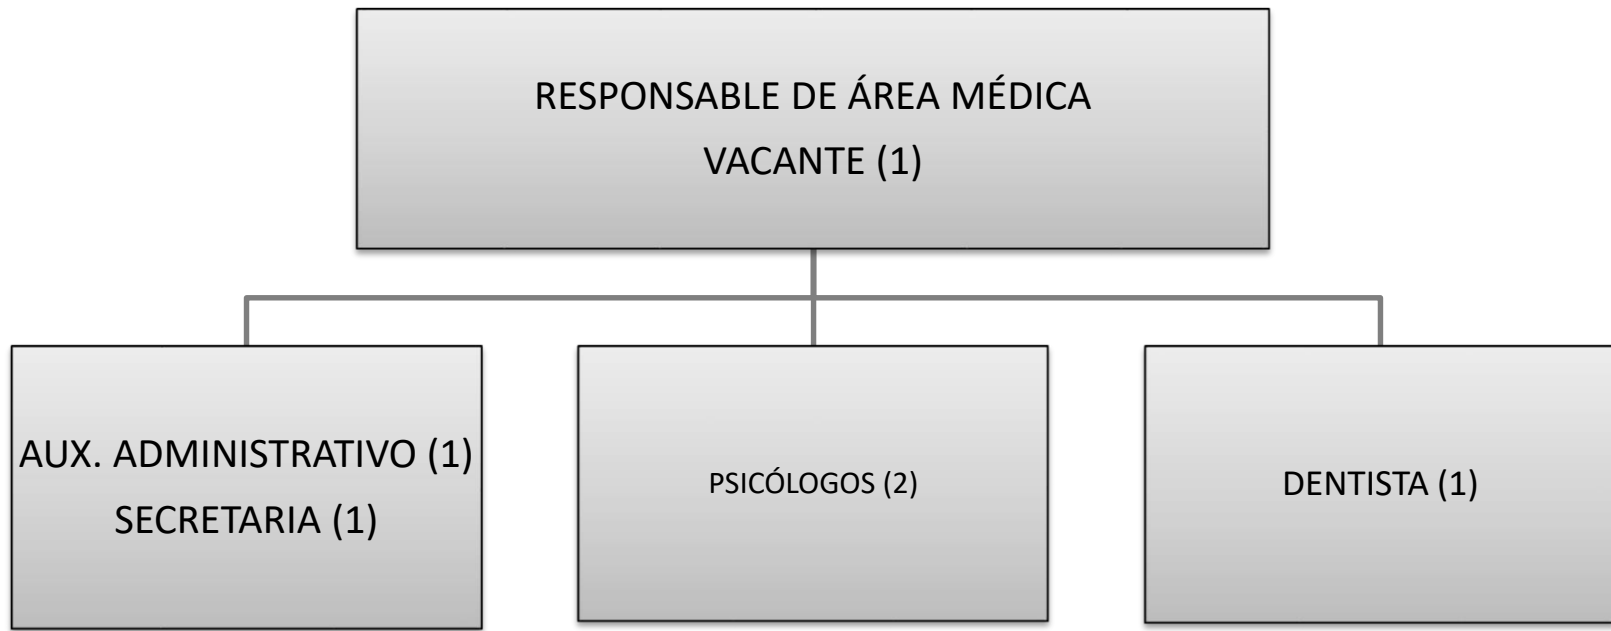 RESPONSABLE DE ÁREA MÉDICA
VACANTE (1)
AUX. ADMINISTRATIVO (1)
SECRETARIA (1)
PSICÓLOGOS (2)
DENTISTA (1)